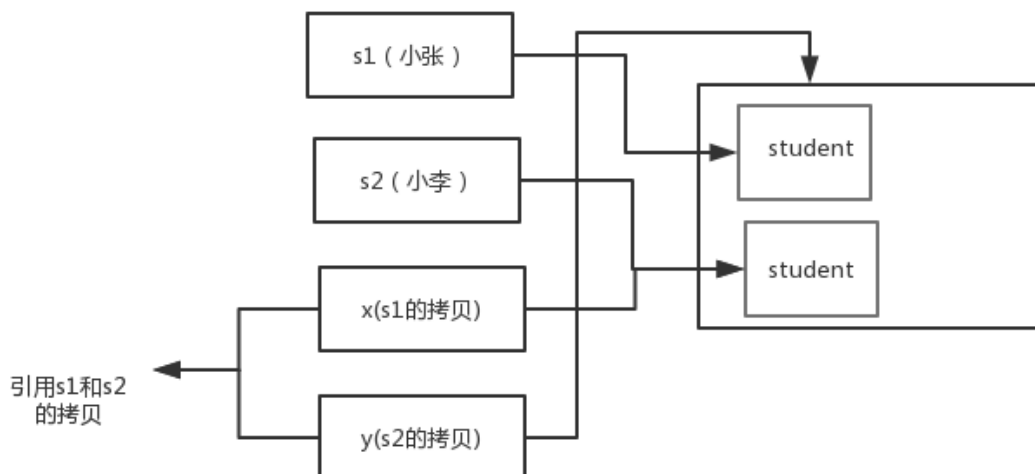 s1（小张）
student
s2（小李）
student
x(s1的拷贝)
引用s1和s2
的拷贝
y(s2的拷贝)